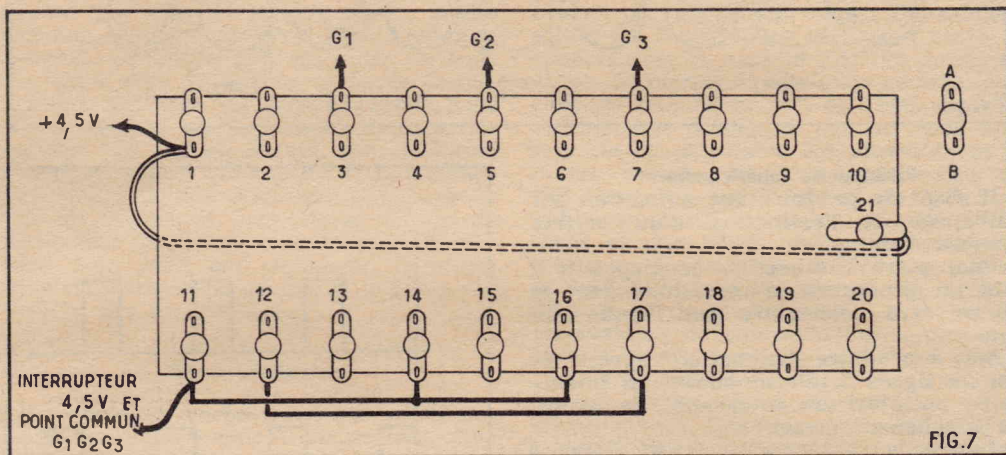 G1 G2 G3
A
+4,5V
1 2 3 4 5 6 7 8 9 10 B
21
11 12 13 14 15 16 17 18 19 20
INTERRUPTEUR
4,5V ET
POINT COMMUN
G1 G2 G3
FIG.7